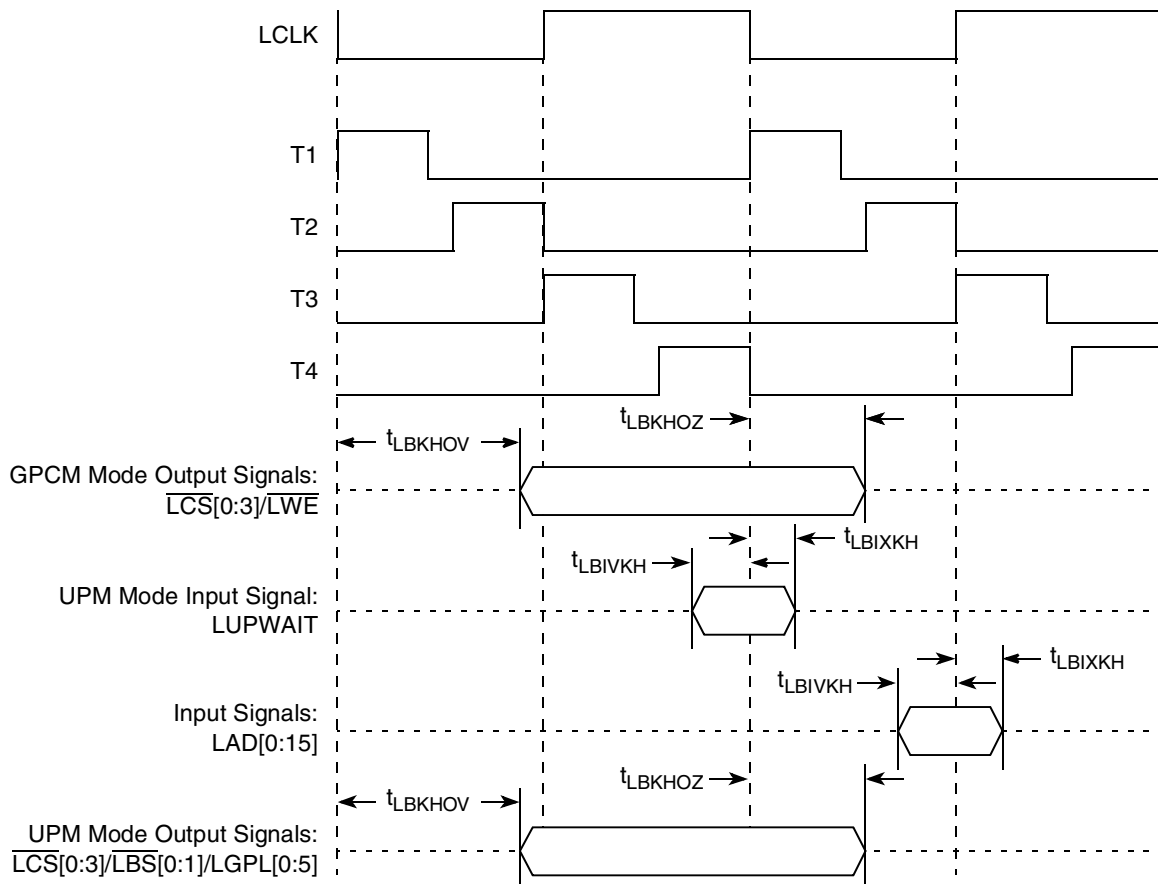 LCLK
T1
T2
T3
T4
tLBKHOZ
tLBKHOV
GPCM Mode Output Signals:
LCS[0:3]/LWE
tLBIXKH
tLBIVKH
UPM Mode Input Signal:
LUPWAIT
tLBIXKH
tLBIVKH
Input Signals:
LAD[0:15]
tLBKHOZ
tLBKHOV
UPM Mode Output Signals:
LCS[0:3]/LBS[0:1]/LGPL[0:5]